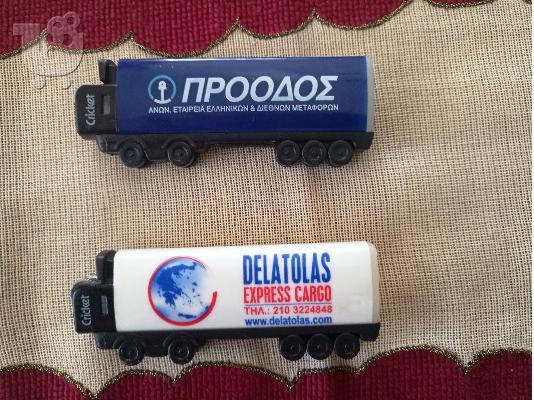 Cricket
ΠΡΟΟΔΟΣ
ΑΝΩΝ. ΕΤΑΙΡΕΙΑ ΕΛΛΗΝΙΚΩΝ & ΔΙΕΘΝΩΝ ΜΕΤΑΦΟΡΩΝ
Cricket
DELATOLAS
EXPRESS CARGO
ΤΗΛ.: 210 3224848
www.delatolas.com